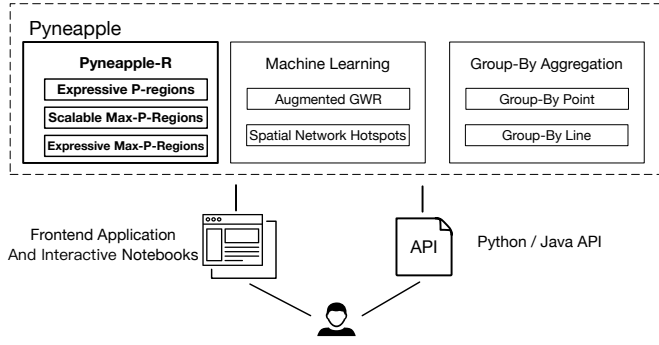 Pyneapple
Pyneapple-R
Expressive P-regions
Scalable Max-P-Regions
Expressive Max-P-Regions
Machine Learning
Augmented GWR
Spatial Network Hotspots
Group-By Aggregation
Group-By Point
Group-By Line
Frontend Application
And Interactive Notebooks
API
Python / Java API